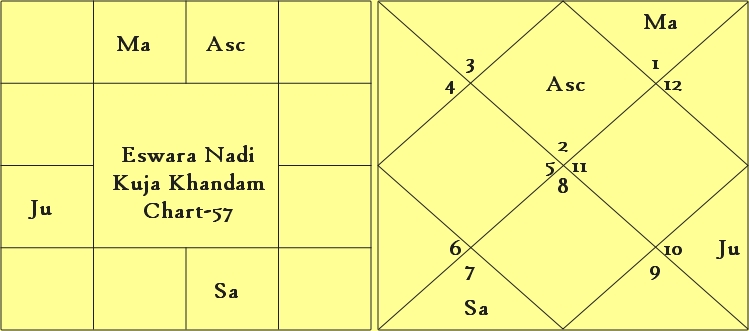 Ma Asc
Eswara Nadi
Kuja Khandam
Chart-57
Ju
Sa
Ma
3 1
4 Asc 12
2
5 11
8
6 10 Ju
7 9
Sa